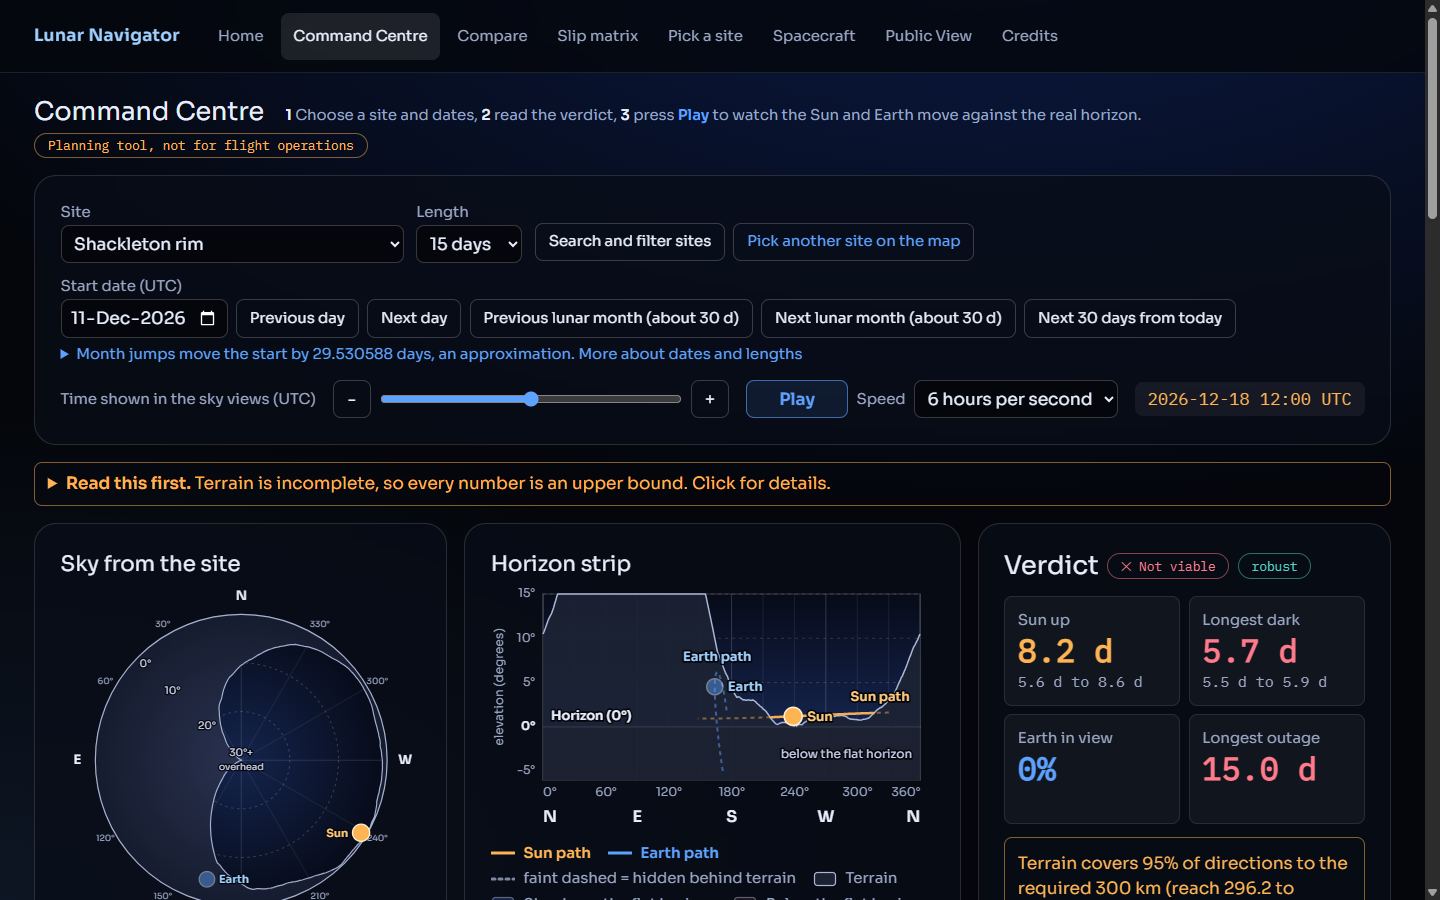 Lunar Navigator Home Command Centre Compare Slip matrix Pick a site Spacecraft Public View Credits
Command Centre 1 Choose a site and dates, 2 read the verdict, 3 press Play to watch the Sun and Earth move against the real horizon.
Planning tool, not for flight operations
Site Length
Shackleton rim 15 days Search and filter sites Pick another site on the map
Start date (UTC)
11-Dec-2026 Previous day Next day Previous lunar month (about 30 d) Next lunar month (about 30 d) Next 30 days from today
Month jumps move the start by 29.530588 days, an approximation. More about dates and lengths
Time shown in the sky views (UTC) - + Play Speed 6 hours per second 2026-12-18 12:00 UTC
Read this first. Terrain is incomplete, so every number is an upper bound. Click for details.
Sky from the site
N
30° 330°
0°
60° 10° 300°
20°
30°+
E overhead W
Sun
120° 240°
Earth
150° 210°
Horizon strip
15°
10°
Earth path
5° Earth
Sun path
Horizon (0°) Sun
0°
below the flat horizon
-5°
elevation (degrees)
0° 60° 120° 180° 240° 300° 360°
N E S W N
Sun path Earth path
faint dashed = hidden behind terrain Terrain
Verdict × Not viable robust
Sun up
8.2 d
5.6 d to 8.6 d
Longest dark
5.7 d
5.5 d to 5.9 d
Earth in view
0%
Longest outage
15.0 d
Terrain covers 95% of directions to the
required 300 km (reach 296.2 to